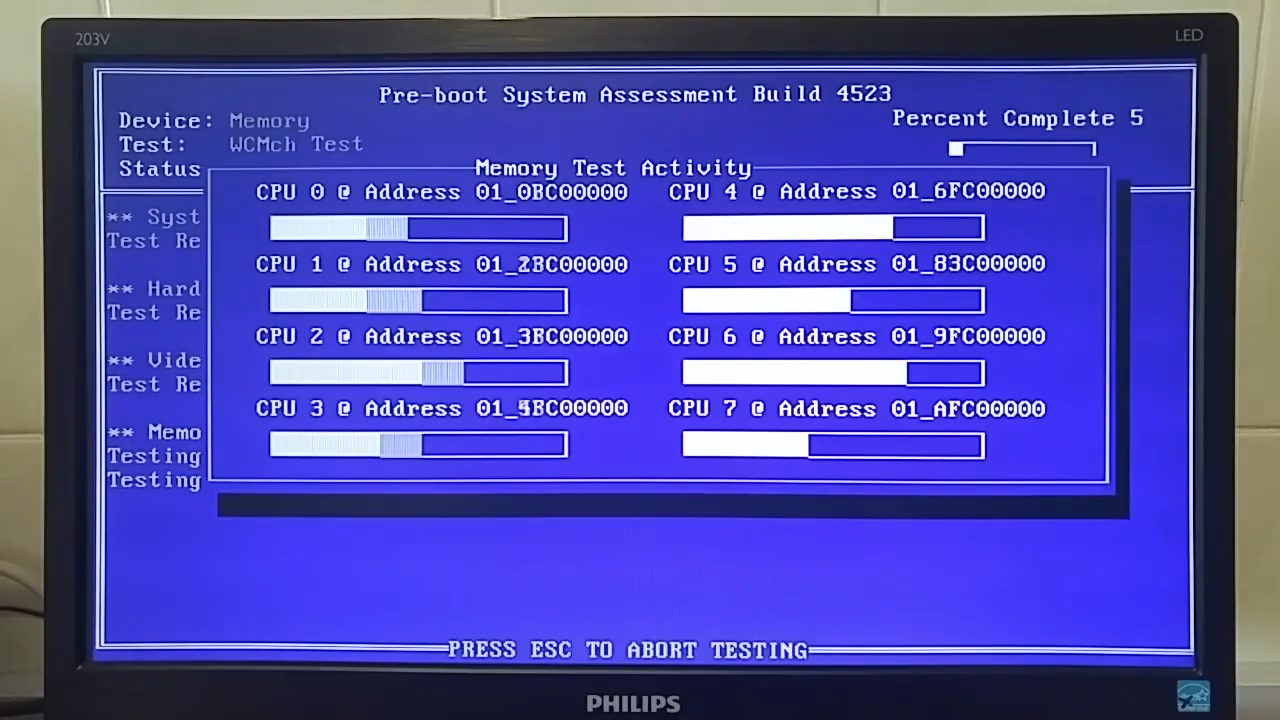 203V
LED
Pre-boot System Assessment Build 4523
Device: Memory
Percent Complete 5
Test: WCMch Test
Status
Memory Test Activity
CPU 0 @ Address 01_0BC00000
CPU 4 @ Address 01_6FC00000
** Syst
Test Re
CPU 1 @ Address 01_2BC00000
CPU 5 @ Address 01_83C00000
** Hard
Test Re
CPU 2 @ Address 01_3BC00000
CPU 6 @ Address 01_9FC00000
** Vide
Test Re
CPU 3 @ Address
CPU 7 @ Address 01_AFC00000
** Memo
Testing
Testing
PRESS ESC TO ABORT TESTING
PHILIPS